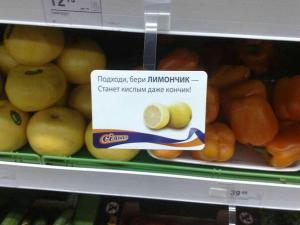 Подходи, бери ЛИМОНЧИК —
Станет кислым даже кончик!